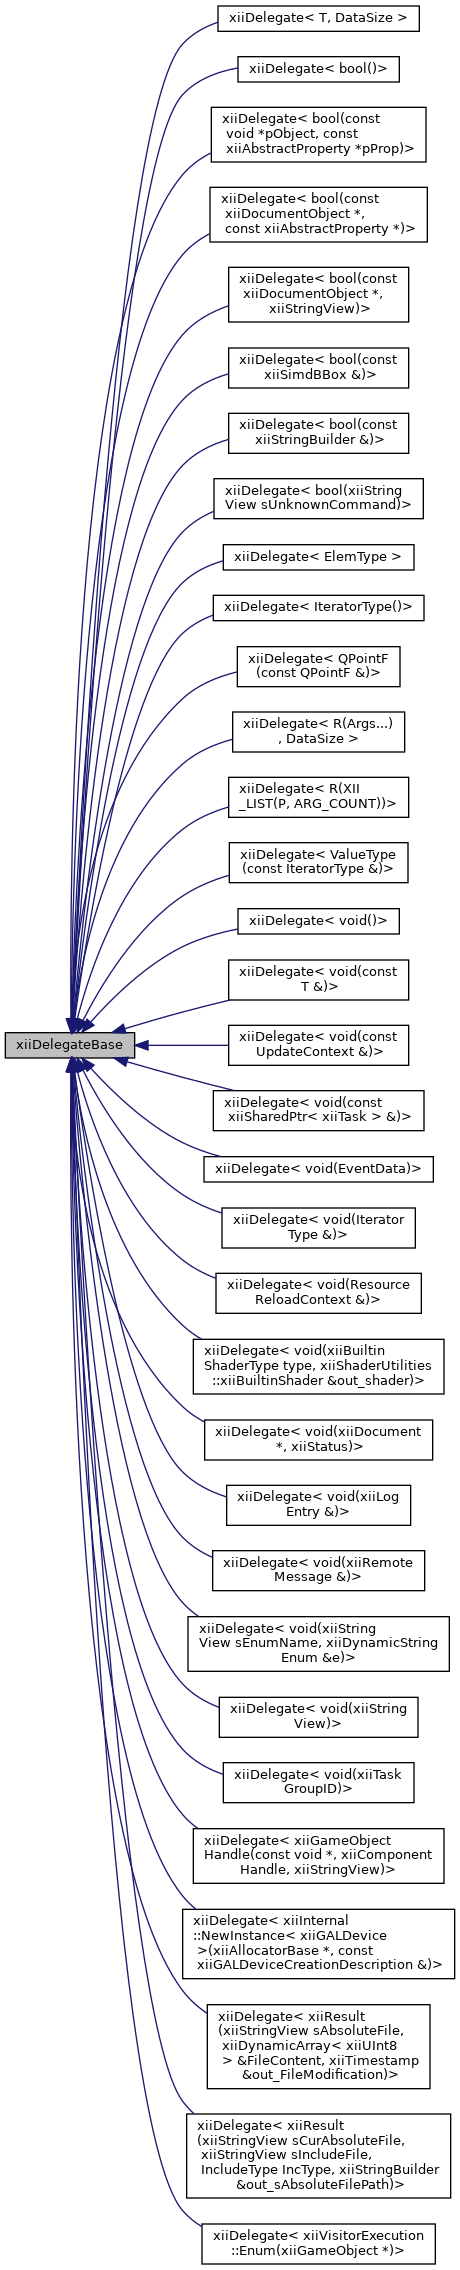 xiiDelegate< T, DataSize >
xiiDelegate< bool()>
xiiDelegate< bool(const
void *pObject, const
xiiAbstractProperty *pProp)>
xiiDelegate< bool(const
xiiDocumentObject *,
const xiiAbstractProperty *)>
xiiDelegate< bool(const
xiiDocumentObject *,
xiiStringView)>
xiiDelegate< bool(const
xiiSimdBBox &)>
xiiDelegate< bool(const
xiiStringBuilder &)>
xiiDelegate< bool(xiiString
View sUnknownCommand)>
xiiDelegate< ElemType >
xiiDelegate< IteratorType()>
xiiDelegate< QPointF
(const QPointF &)>
xiiDelegate< R(Args...)
, DataSize >
xiiDelegate< R(XII
_LIST(P, ARG_COUNT))>
xiiDelegate< ValueType
(const IteratorType &)>
xiiDelegate< void()>
xiiDelegate< void(const
T &)>
xiiDelegateBase
xiiDelegate< void(const
UpdateContext &)>
xiiDelegate< void(const
xiiSharedPtr< xiiTask > &)>
xiiDelegate< void(EventData)>
xiiDelegate< void(Iterator
Type &)>
xiiDelegate< void(Resource
ReloadContext &)>
xiiDelegate< void(xiiBuiltin
ShaderType type, xiiShaderUtilities
::xiiBuiltinShader &out_shader)>
xiiDelegate< void(xiiDocument
*, xiiStatus)>
xiiDelegate< void(xiiLog
Entry &)>
xiiDelegate< void(xiiRemote
Message &)>
xiiDelegate< void(xiiString
View sEnumName, xiiDynamicString
Enum &e)>
xiiDelegate< void(xiiString
View)>
xiiDelegate< void(xiiTask
GroupID)>
xiiDelegate< xiiGameObject
Handle(const void *, xiiComponent
Handle, xiiStringView)>
xiiDelegate< xiiInternal
::NewInstance< xiiGALDevice
>(xiiAllocatorBase *, const
xiiGALDeviceCreationDescription &)>
xiiDelegate< xiiResult
(xiiStringView sAbsoluteFile,
xiiDynamicArray< xiiUInt8
> &FileContent, xiiTimestamp
&out_FileModification)>
xiiDelegate< xiiResult
(xiiStringView sCurAbsoluteFile,
xiiStringView sIncludeFile,
IncludeType IncType, xiiStringBuilder
&out_sAbsoluteFilePath)>
xiiDelegate< xiiVisitorExecution
::Enum(xiiGameObject *)>